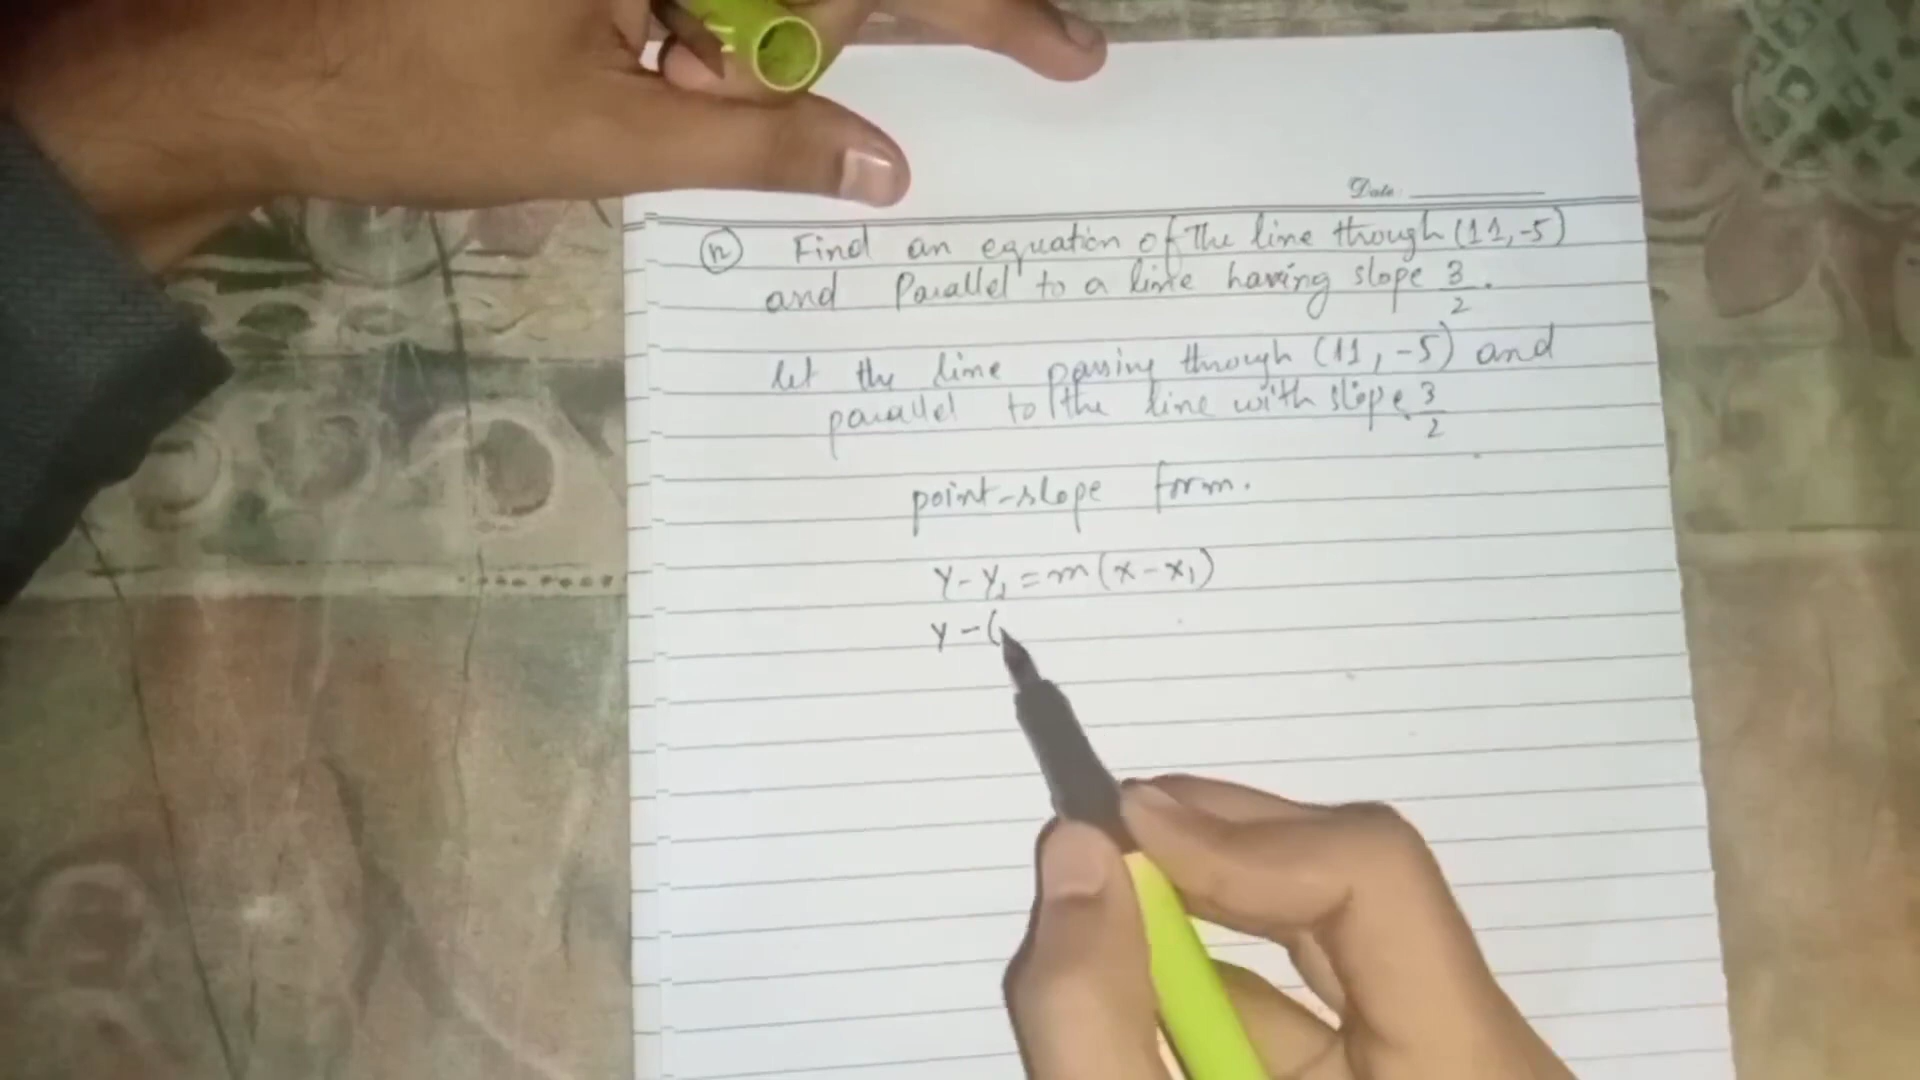 Date:
(n) Find an equation of the line though (11,-5)
and Parallel to a line having slope 3/2.
let the line passing through (11, -5) and
parallel to the line with slope 3/2
point-slope form.
y-y₁ = m(x-x₁)
y-(